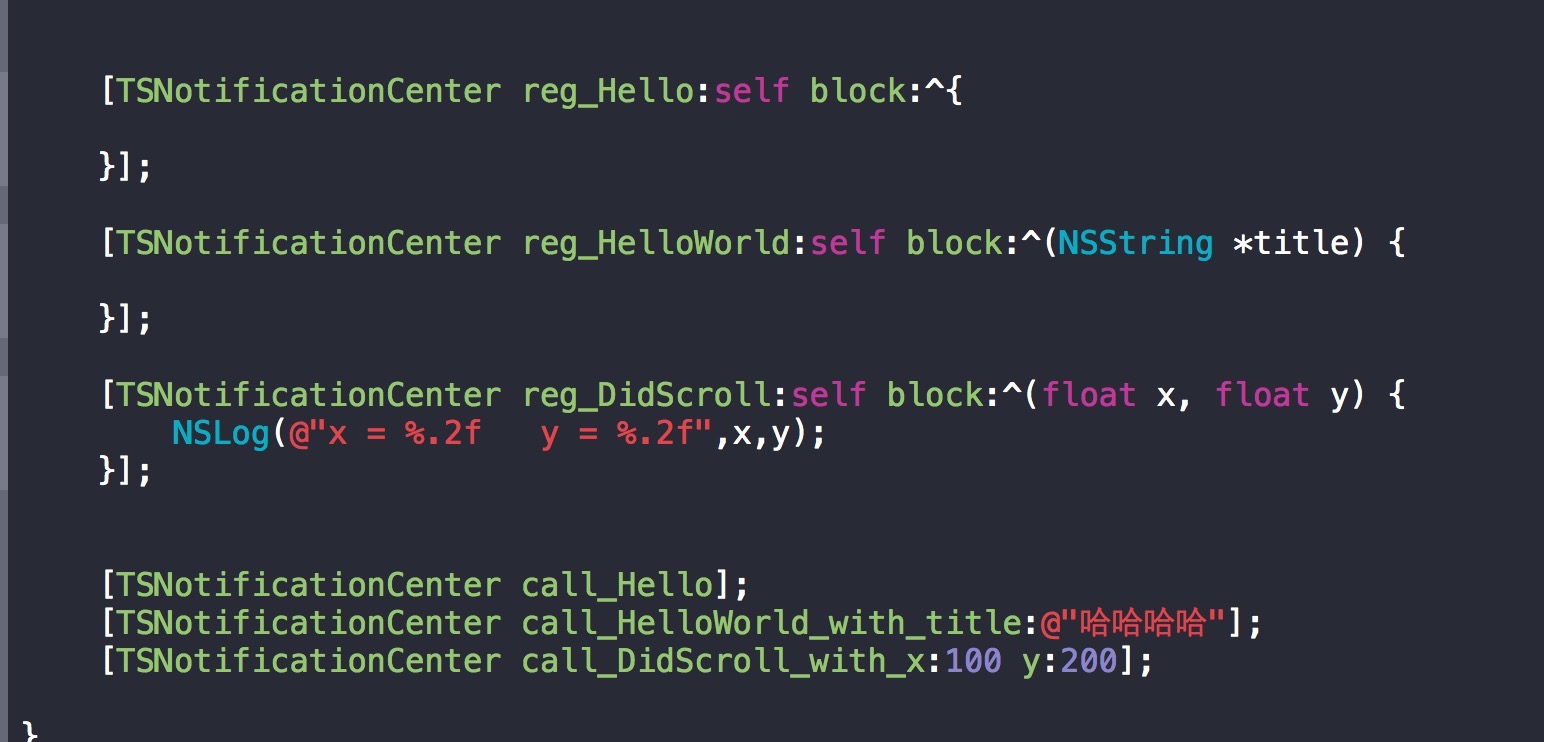 [TSNotificationCenter reg_Hello:self block:^{
}];
[TSNotificationCenter reg_HelloWorld:self block:^(NSString *title) {
}];
[TSNotificationCenter reg_DidScroll:self block:^(float x, float y) {
NSLog(@"x = %.2f   y = %.2f",x,y);
}];
[TSNotificationCenter call_Hello];
[TSNotificationCenter call_HelloWorld_with_title:@"哈哈哈哈"];
[TSNotificationCenter call_DidScroll_with_x:100 y:200];
}